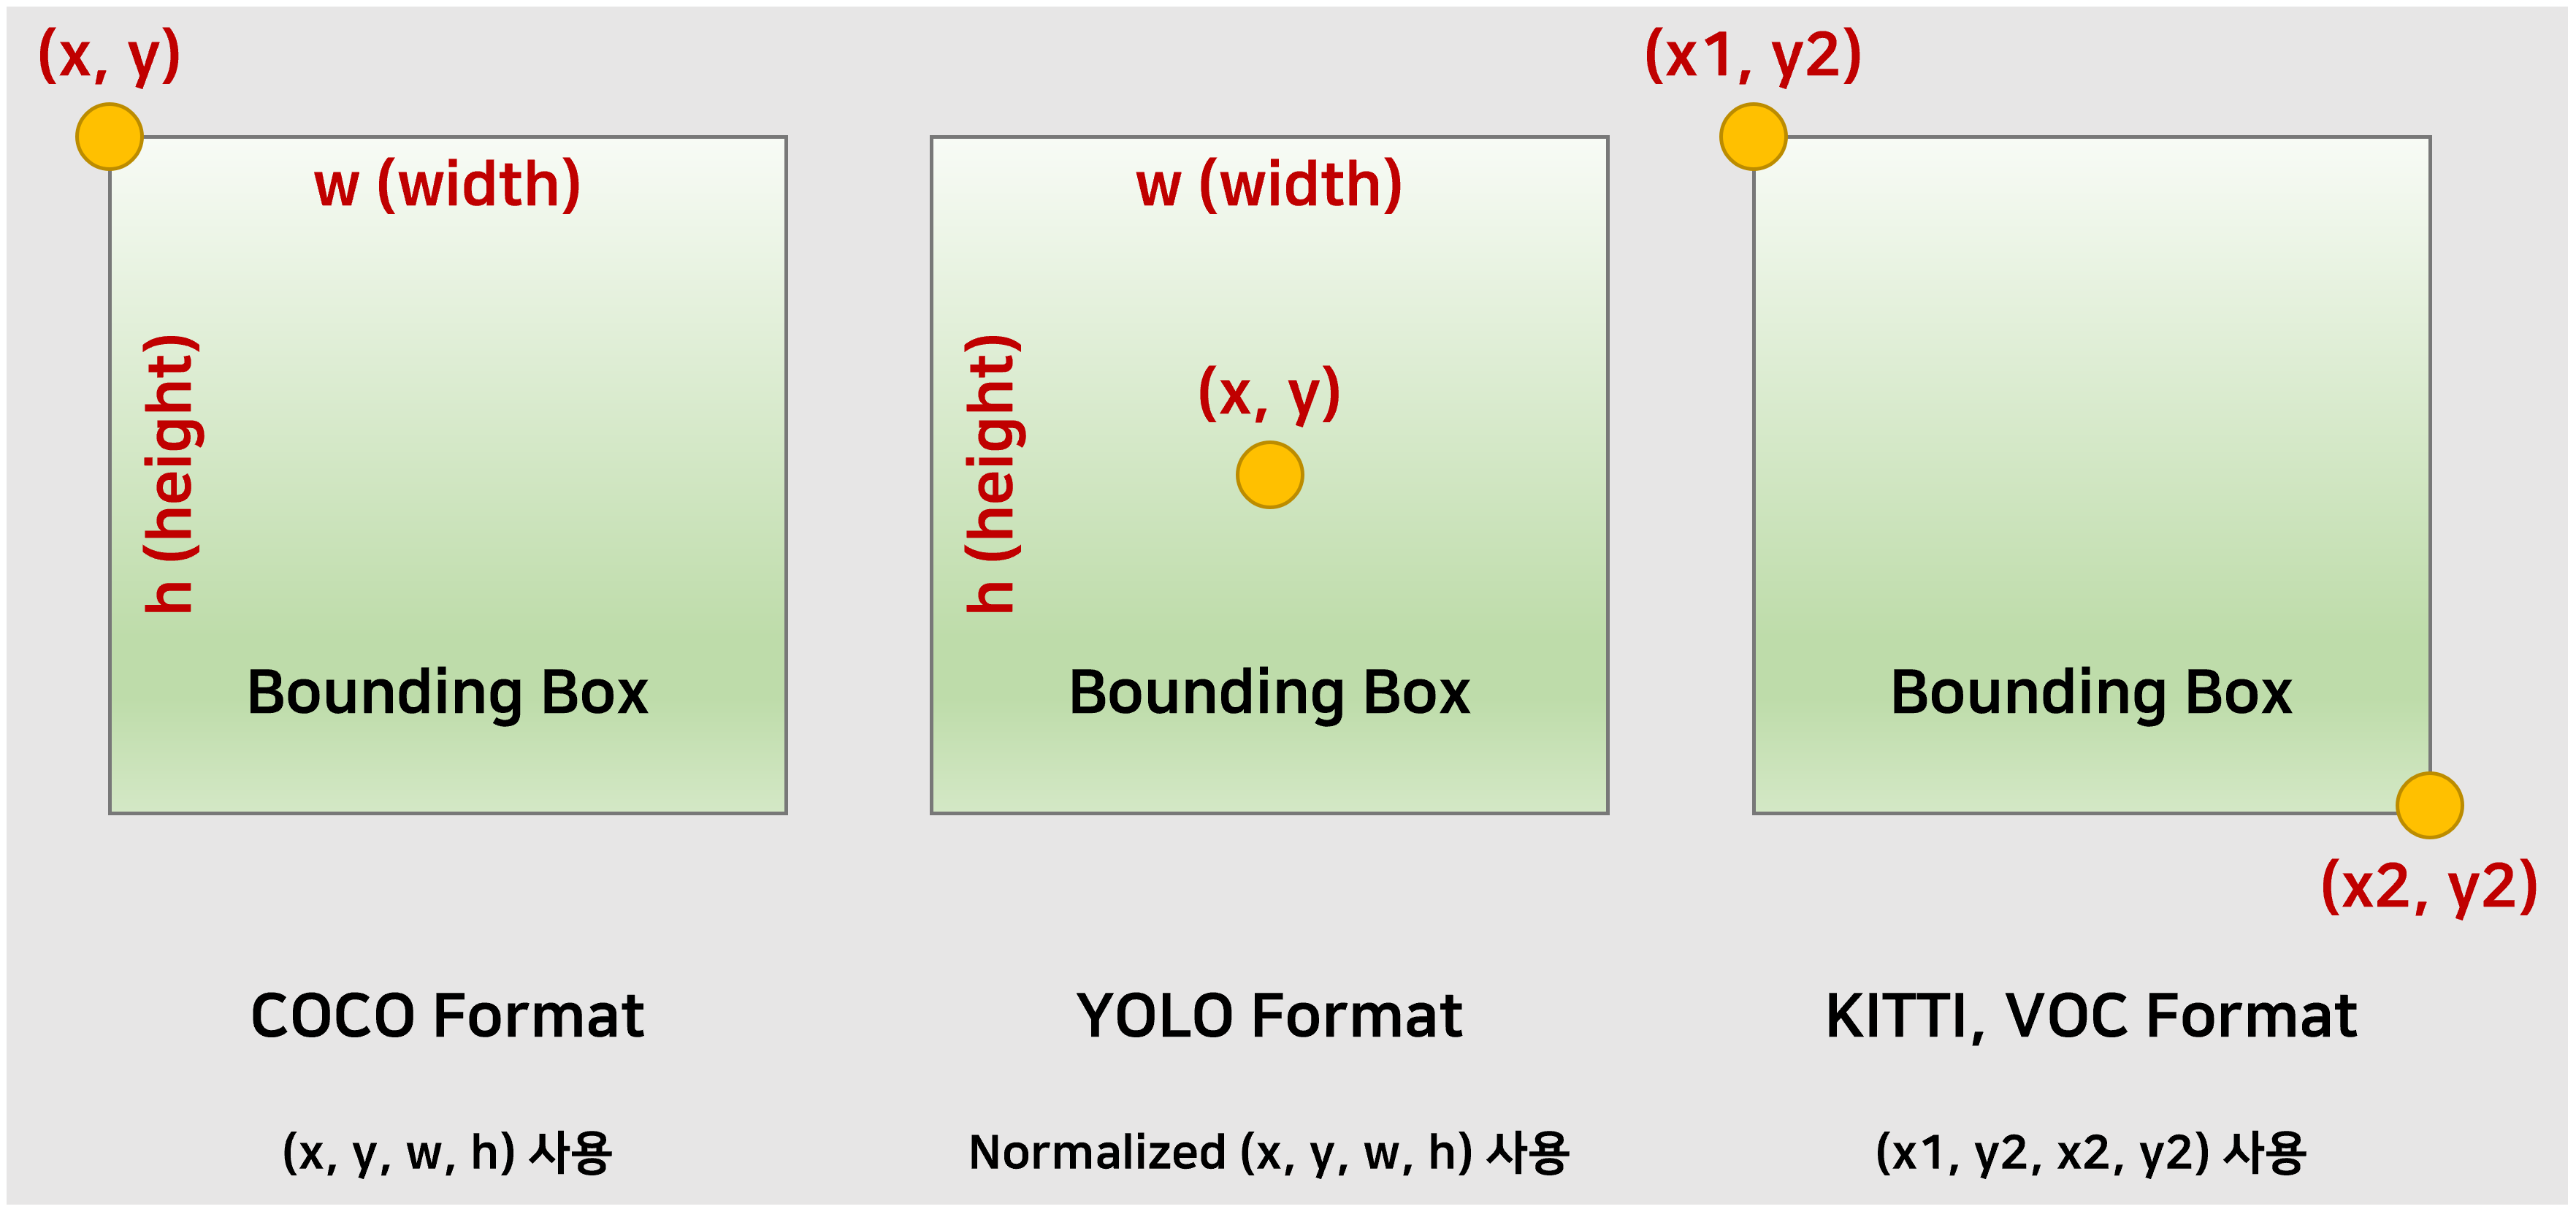 (x, y)
w (width)
h (height)
Bounding Box
COCO Format
(x, y, w, h) 사용
w (width)
h (height)
(x, y)
Bounding Box
YOLO Format
Normalized (x, y, w, h) 사용
(x1, y2)
Bounding Box
(x2, y2)
KITTI, VOC Format
(x1, y2, x2, y2) 사용